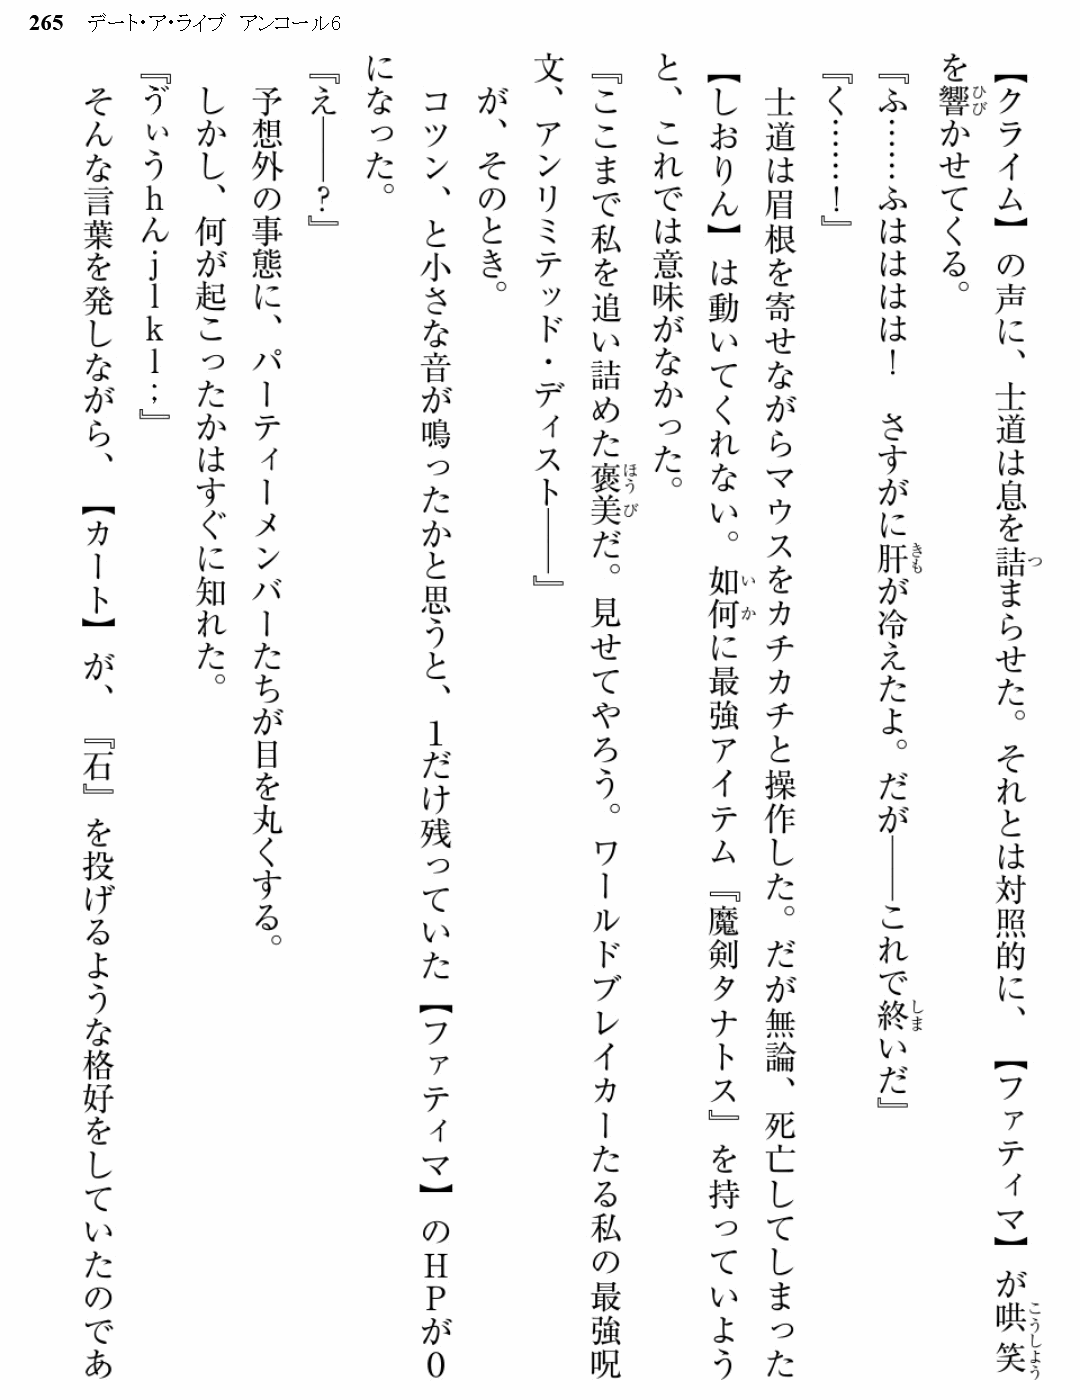 265 デート・ア・ライブ アンコール6
【クライム】の声に、士道は息を詰まらせた。それとは対照的に、【ファティマ】が哄笑
を響かせてくる。
『ふ……ふはははは！　さすがに肝が冷えたよ。だが――これで終いだ』
『く……！』
士道は眉根を寄せながらマウスをカチカチと操作した。だが無論、死亡してしまった
【しおりん】は動いてくれない。如何に最強アイテム『魔剣タナトス』を持っていよう
と、これでは意味がなかった。
『ここまで私を追い詰めた褒美だ。見せてやろう。ワールドブレイカーたる私の最強呪
文、アンリミテッド・ディスト――』
が、そのとき。
コツン、と小さな音が鳴ったかと思うと、1だけ残っていた【ファティマ】のHPが0
になった。
『え――？』
予想外の事態に、パーティーメンバーたちが目を丸くする。
しかし、何が起こったかはすぐに知れた。
『ゔぃうhんjlkl;』
そんな言葉を発しながら、【カート】が、『石』を投げるような格好をしていたのであ